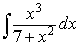 ∫ x³/(7 + x²) dx